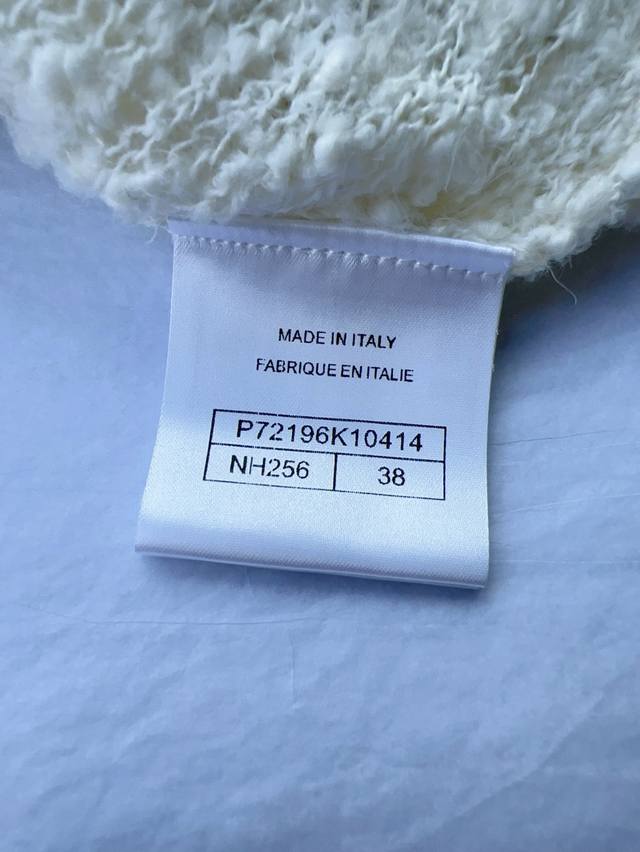 MADE IN ITALY
FABRIQUE EN ITALIE
P72196K10414
NH256 38